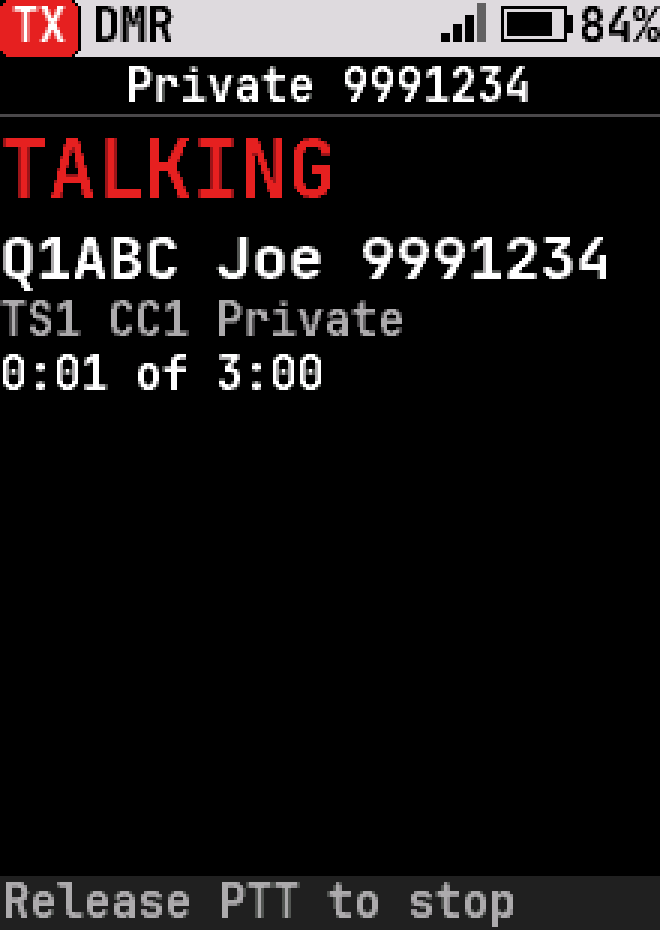 TX DMR 84%
Private 9991234
TALKING
Q1ABC Joe 9991234
TS1 CC1 Private
0:01 of 3:00
Release PTT to stop